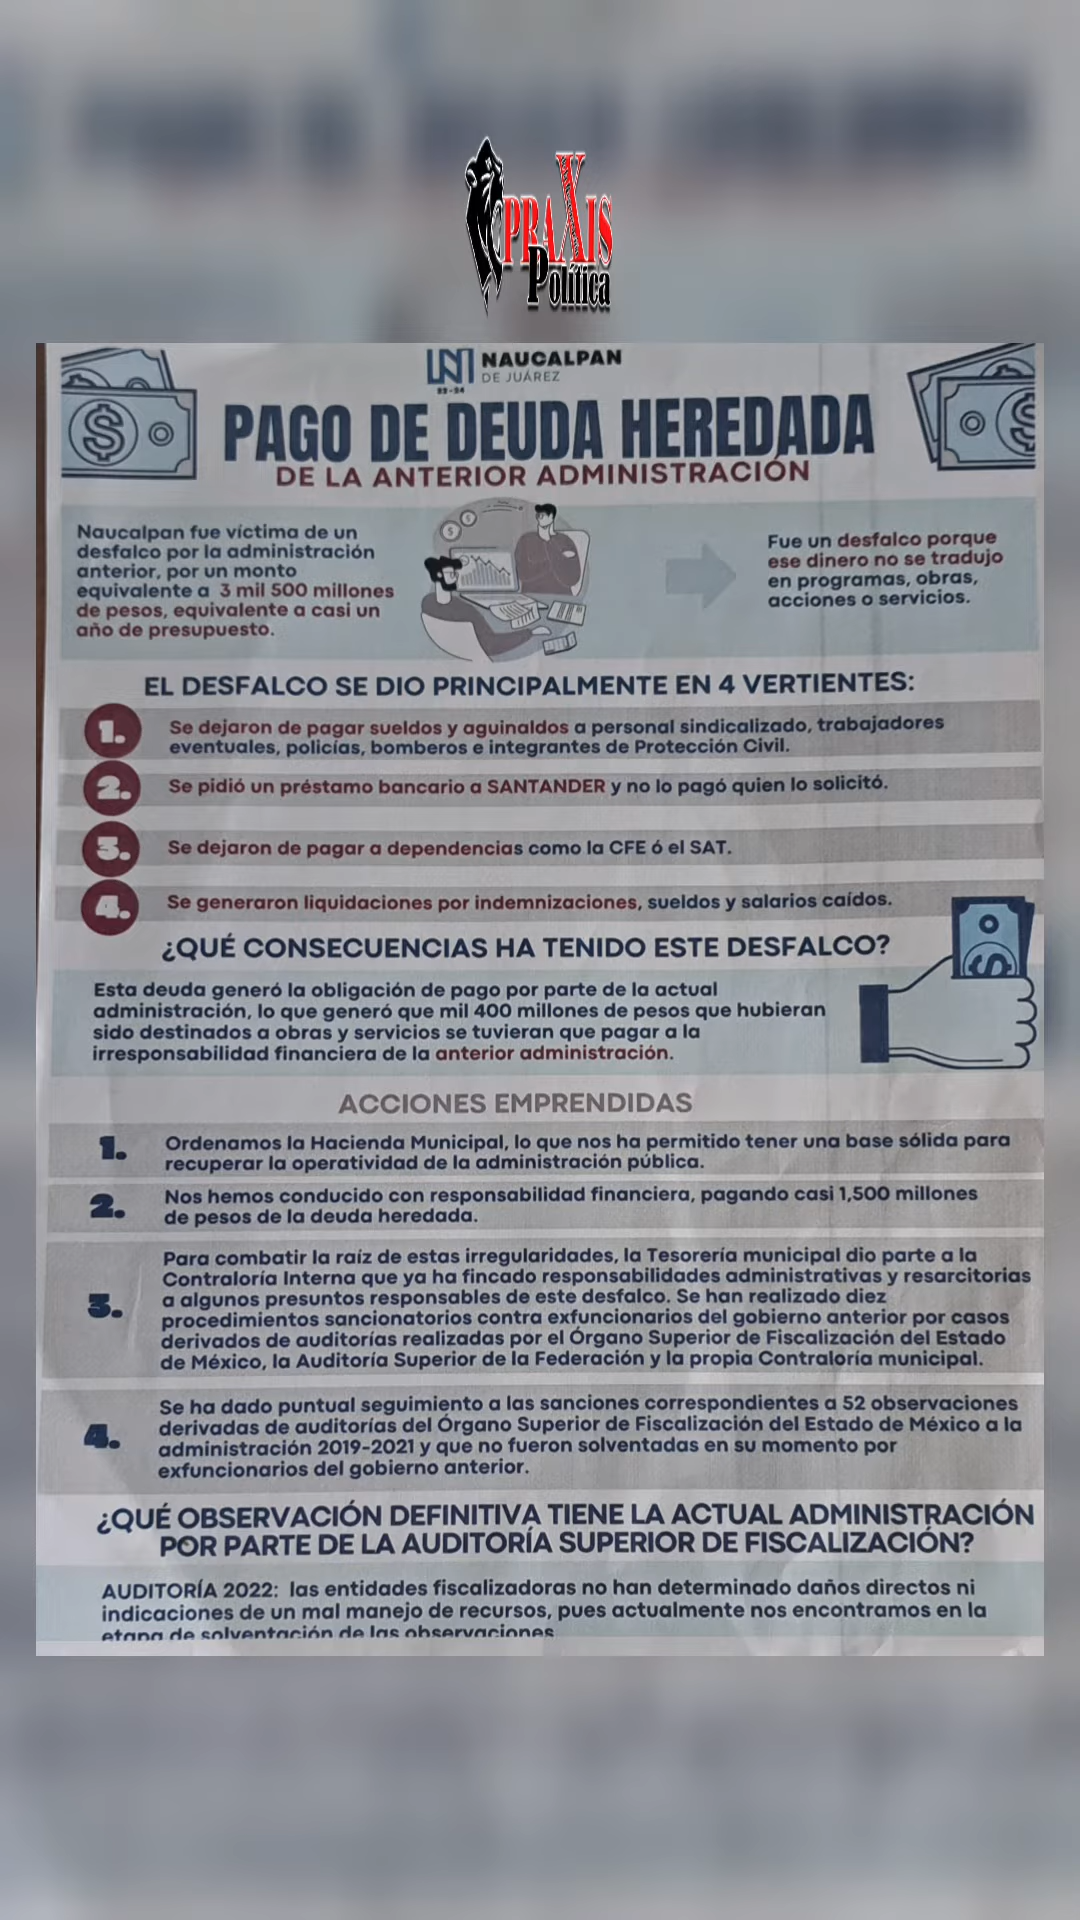 PRAXIS
Política
NAUCALPAN
DE JUÁREZ
22-24
PAGO DE DEUDA HEREDADA
DE LA ANTERIOR ADMINISTRACIÓN
Naucalpan fue víctima de un
desfalco por la administración
anterior, por un monto
equivalente a 3 mil 500 millones
de pesos, equivalente a casi un
año de presupuesto.
Fue un desfalco porque
ese dinero no se tradujo
en programas, obras,
acciones o servicios.
EL DESFALCO SE DIO PRINCIPALMENTE EN 4 VERTIENTES:
1. Se dejaron de pagar sueldos y aguinaldos a personal sindicalizado, trabajadores
eventuales, policías, bomberos e integrantes de Protección Civil.
2. Se pidió un préstamo bancario a SANTANDER y no lo pagó quien lo solicitó.
3. Se dejaron de pagar a dependencias como la CFE ó el SAT.
4. Se generaron liquidaciones por indemnizaciones, sueldos y salarios caídos.
¿QUÉ CONSECUENCIAS HA TENIDO ESTE DESFALCO?
Esta deuda generó la obligación de pago por parte de la actual
administración, lo que generó que mil 400 millones de pesos que hubieran
sido destinados a obras y servicios se tuvieran que pagar a la
irresponsabilidad financiera de la anterior administración.
ACCIONES EMPRENDIDAS
1. Ordenamos la Hacienda Municipal, lo que nos ha permitido tener una base sólida para
recuperar la operatividad de la administración pública.
2. Nos hemos conducido con responsabilidad financiera, pagando casi 1,500 millones
de pesos de la deuda heredada.
3. Para combatir la raíz de estas irregularidades, la Tesorería municipal dio parte a la
Contraloría Interna que ya ha fincado responsabilidades administrativas y resarcitorias
a algunos presuntos responsables de este desfalco. Se han realizado diez
procedimientos sancionatorios contra exfuncionarios del gobierno anterior por casos
derivados de auditorías realizadas por el Órgano Superior de Fiscalización del Estado
de México, la Auditoría Superior de la Federación y la propia Contraloría municipal.
4. Se ha dado puntual seguimiento a las sanciones correspondientes a 52 observaciones
derivadas de auditorías del Órgano Superior de Fiscalización del Estado de México a la
administración 2019-2021 y que no fueron solventadas en su momento por
exfuncionarios del gobierno anterior.
¿QUÉ OBSERVACIÓN DEFINITIVA TIENE LA ACTUAL ADMINISTRACIÓN
POR PARTE DE LA AUDITORÍA SUPERIOR DE FISCALIZACIÓN?
AUDITORÍA 2022: las entidades fiscalizadoras no han determinado daños directos ni
indicaciones de un mal manejo de recursos, pues actualmente nos encontramos en la
etapa de solventación de las observaciones